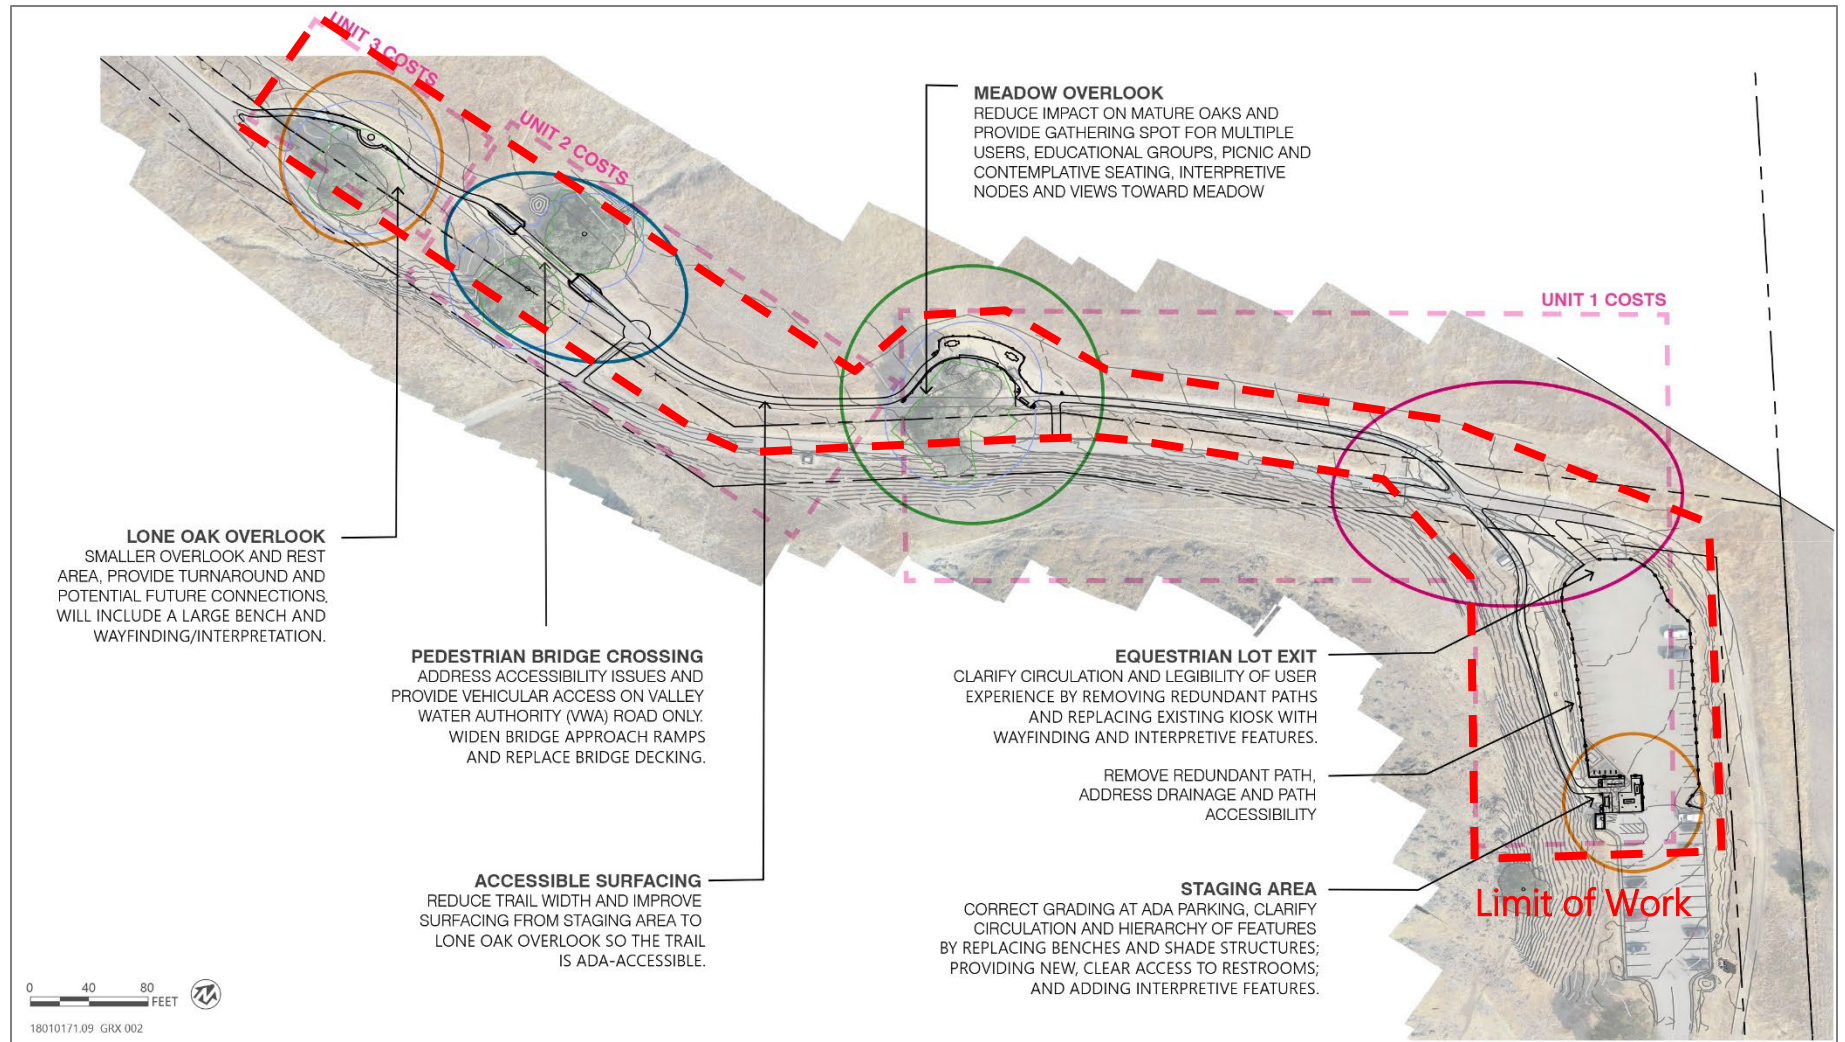 UNIT 3 COSTS
UNIT 2 COSTS
MEADOW OVERLOOK
REDUCE IMPACT ON MATURE OAKS AND
PROVIDE GATHERING SPOT FOR MULTIPLE
USERS, EDUCATIONAL GROUPS, PICNIC AND
CONTEMPLATIVE SEATING, INTERPRETIVE
NODES AND VIEWS TOWARD MEADOW
UNIT 1 COSTS
LONE OAK OVERLOOK
SMALLER OVERLOOK AND REST
AREA, PROVIDE TURNAROUND AND
POTENTIAL FUTURE CONNECTIONS,
WILL INCLUDE A LARGE BENCH AND
WAYFINDING/INTERPRETATION.
PEDESTRIAN BRIDGE CROSSING
ADDRESS ACCESSIBILITY ISSUES AND
PROVIDE VEHICULAR ACCESS ON VALLEY
WATER AUTHORITY (VWA) ROAD ONLY.
WIDEN BRIDGE APPROACH RAMPS
AND REPLACE BRIDGE DECKING.
EQUESTRIAN LOT EXIT
CLARIFY CIRCULATION AND LEGIBILITY OF USER
EXPERIENCE BY REMOVING REDUNDANT PATHS
AND REPLACING EXISTING KIOSK WITH
WAYFINDING AND INTERPRETIVE FEATURES.
REMOVE REDUNDANT PATH,
ADDRESS DRAINAGE AND PATH
ACCESSIBILITY
ACCESSIBLE SURFACING
REDUCE TRAIL WIDTH AND IMPROVE
SURFACING FROM STAGING AREA TO
LONE OAK OVERLOOK SO THE TRAIL
IS ADA-ACCESSIBLE.
STAGING AREA
CORRECT GRADING AT ADA PARKING, CLARIFY
CIRCULATION AND HIERARCHY OF FEATURES
BY REPLACING BENCHES AND SHADE STRUCTURES;
PROVIDING NEW, CLEAR ACCESS TO RESTROOMS;
AND ADDING INTERPRETIVE FEATURES.
Limit of Work
0 40 80
FEET
18010171.09 GRX 002